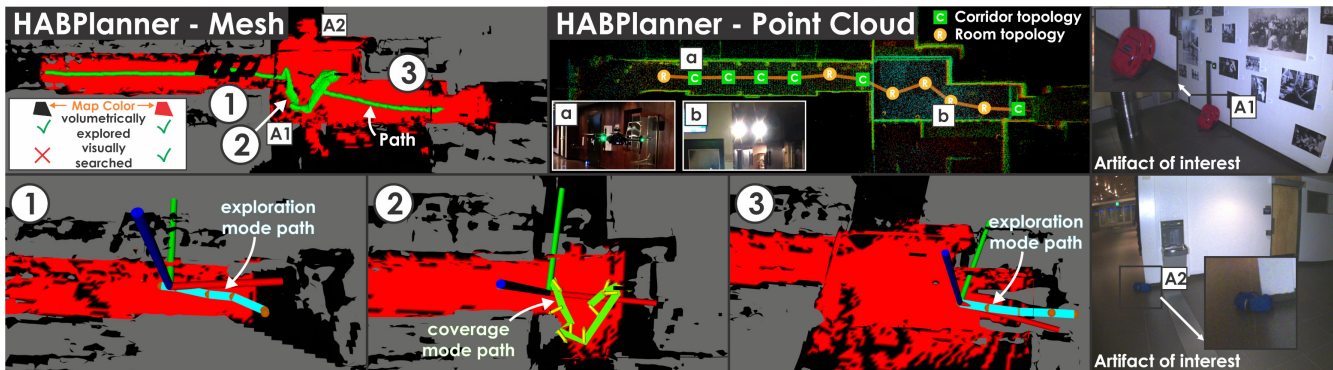 HABPlanner - Mesh
A2
3
1
2
A1
Path
Map Color
volumetrically
explored
visually
searched
HABPlanner - Point Cloud
C Corridor topology
R Room topology
a
R C C C C R C
R R R R R C
b
a
b
A1
Artifact of interest
1
exploration
mode path
2
coverage
mode path
3
exploration
mode path
A2
Artifact of interest